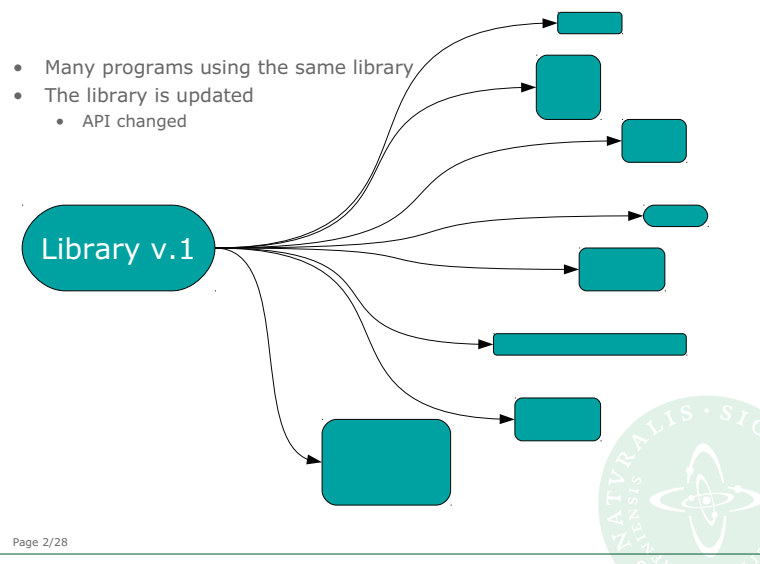 • Many programs using the same library
• The library is updated
• API changed
Library v.1
Page 2/28